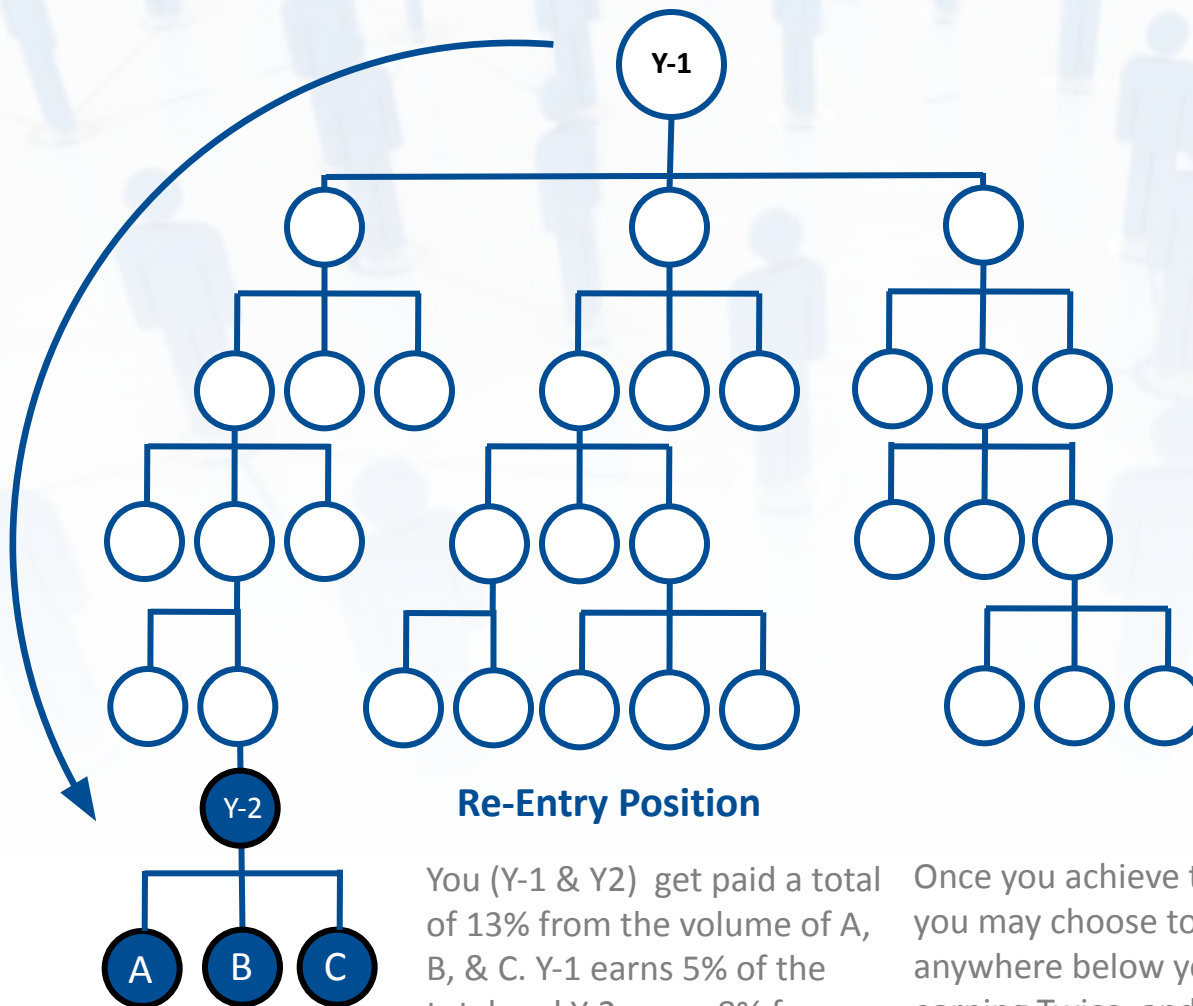 Y-1
Y-2
A
B
C
Re-Entry Position
You (Y-1 & Y2) get paid a total
of 13% from the volume of A,
B, & C. Y-1 earns 5% of the
Once you achieve
you may choose to
anywhere below